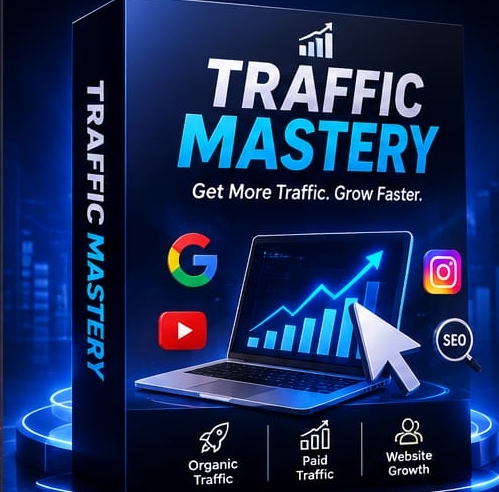 TRAFFIC MASTERY
TRAFFIC
MASTERY
Get More Traffic. Grow Faster.
G
SEO
Organic
Traffic
Paid
Traffic
Website
Growth